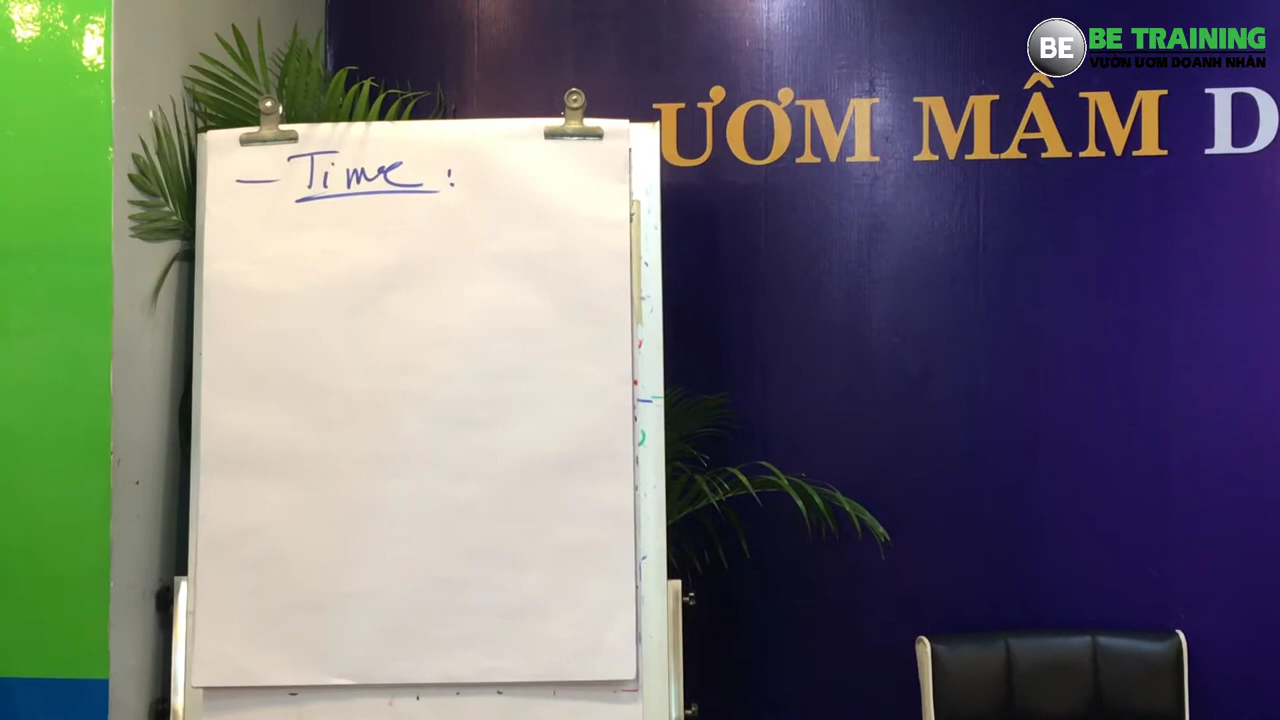 - Time :
ƯƠM MẦM D
BE
BE TRAINING
VƯỜN ƯƠM DOANH NHÂN